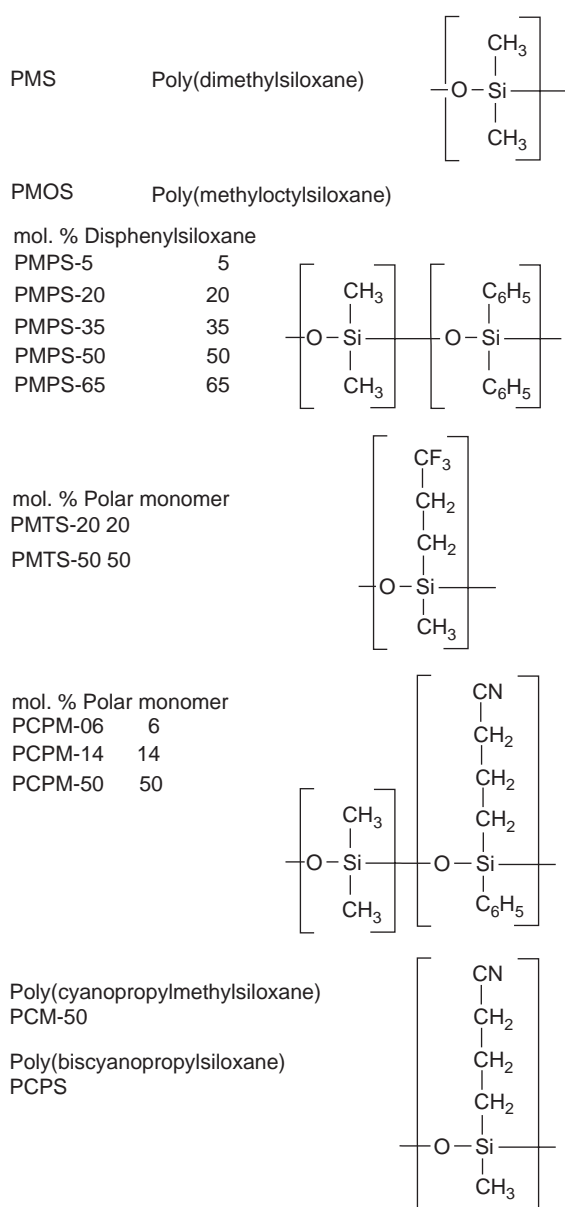 CH₃
PMS Poly(dimethylsiloxane)
O Si
CH₃
PMOS Poly(methyloctylsiloxane)
mol. % Disphenylsiloxane
PMPS-5 5
PMPS-20 20
PMPS-35 35
PMPS-50 50
PMPS-65 65
CH₃ C₆H₅
O Si O Si
CH₃ C₆H₅
mol. % Polar monomer
PMTS-20 20
PMTS-50 50
CF₃
CH₂
CH₂
O Si
CH₃
mol. % Polar monomer
PCPM-06 6
PCPM-14 14
PCPM-50 50
CN
CH₂
CH₂
CH₃ CH₂
O Si O Si
CH₃ C₆H₅
Poly(cyanopropylmethylsiloxane)
PCM-50
Poly(biscyanopropylsiloxane)
PCPS
CN
CH₂
CH₂
CH₂
O Si
CH₃